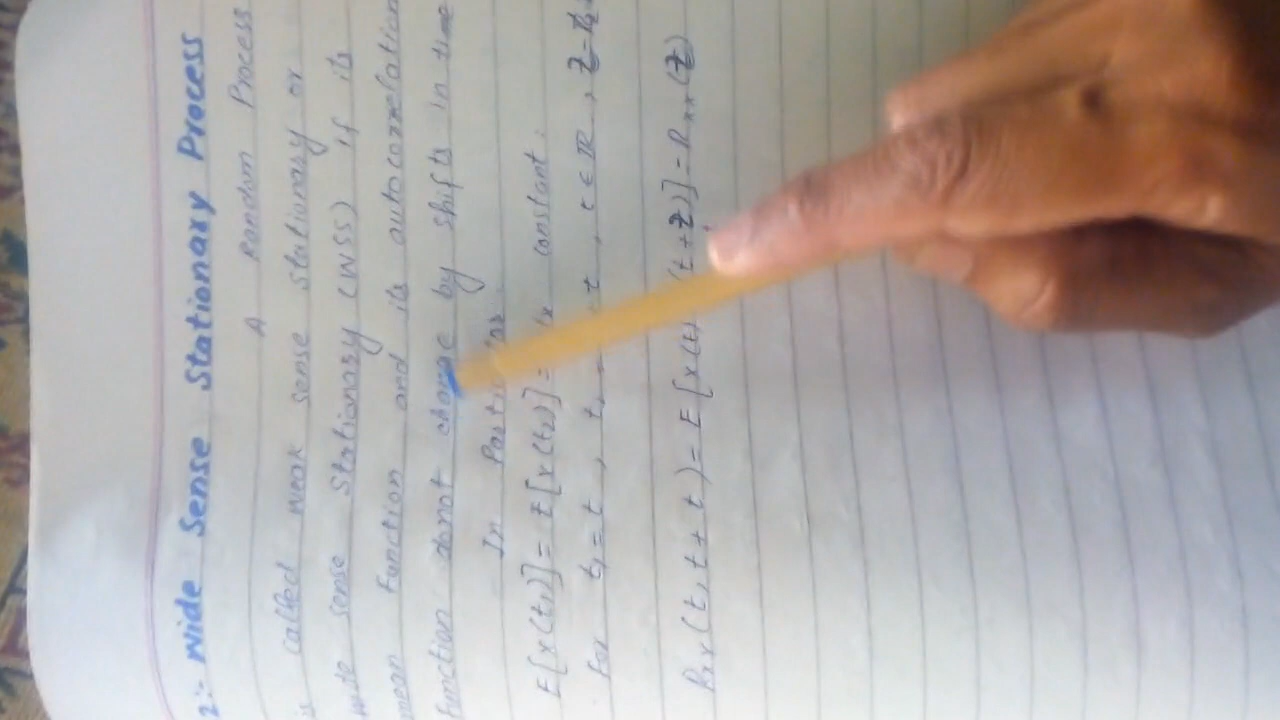 2:- Wide Sense Stationary Process
A random Process
is called weak sense stationary or
wide sense stationary (WSS) if its
mean function and its autocorrelation
function donot change by shifts in time
In
E[x(t₁)] = E[x(t₂)] = constant.
For t₁ = t, t₂ = t, τ ∈ ℝ,
Rxx(t, t + t) = E[x(t) (t+τ)] = Rxx(τ)